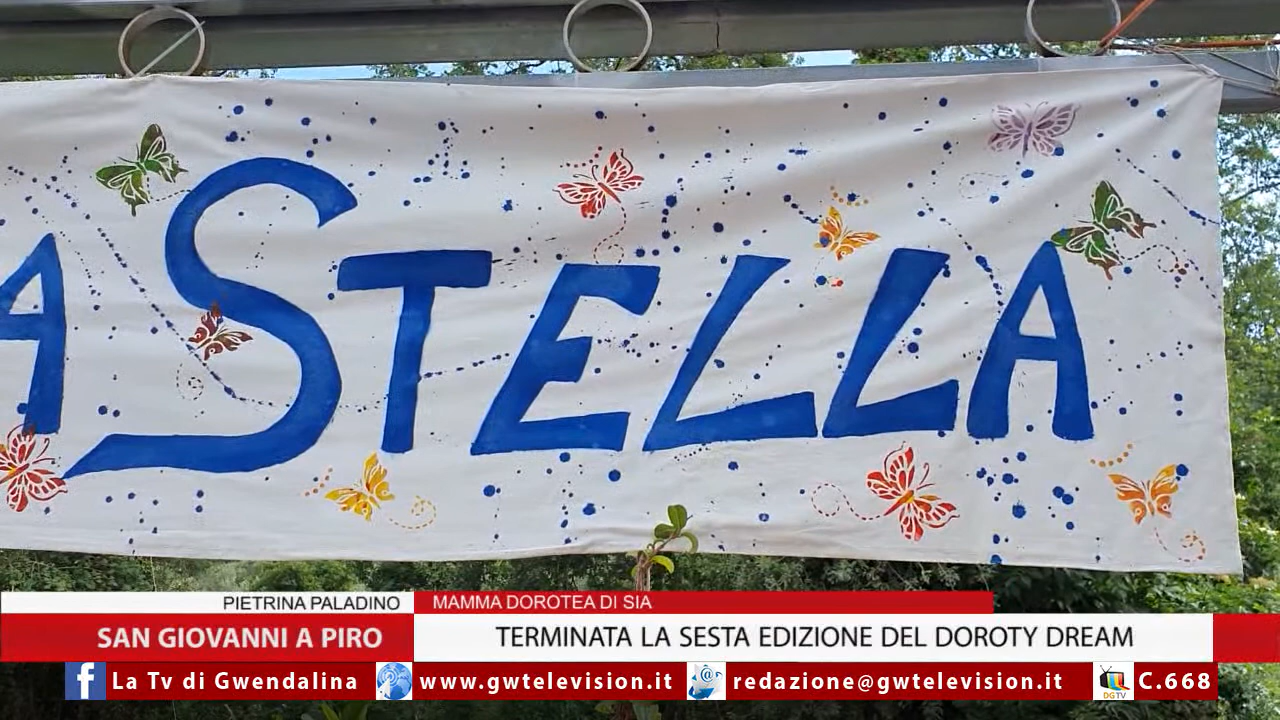 A STELLA
PIETRINA PALADINO MAMMA DOROTEA DI SIA
SAN GIOVANNI A PIRO TERMINATA LA SESTA EDIZIONE DEL DOROTY DREAM
f La Tv di Gwendalina www.gwtelevision.it redazione@gwtelevision.it DGTV C.668